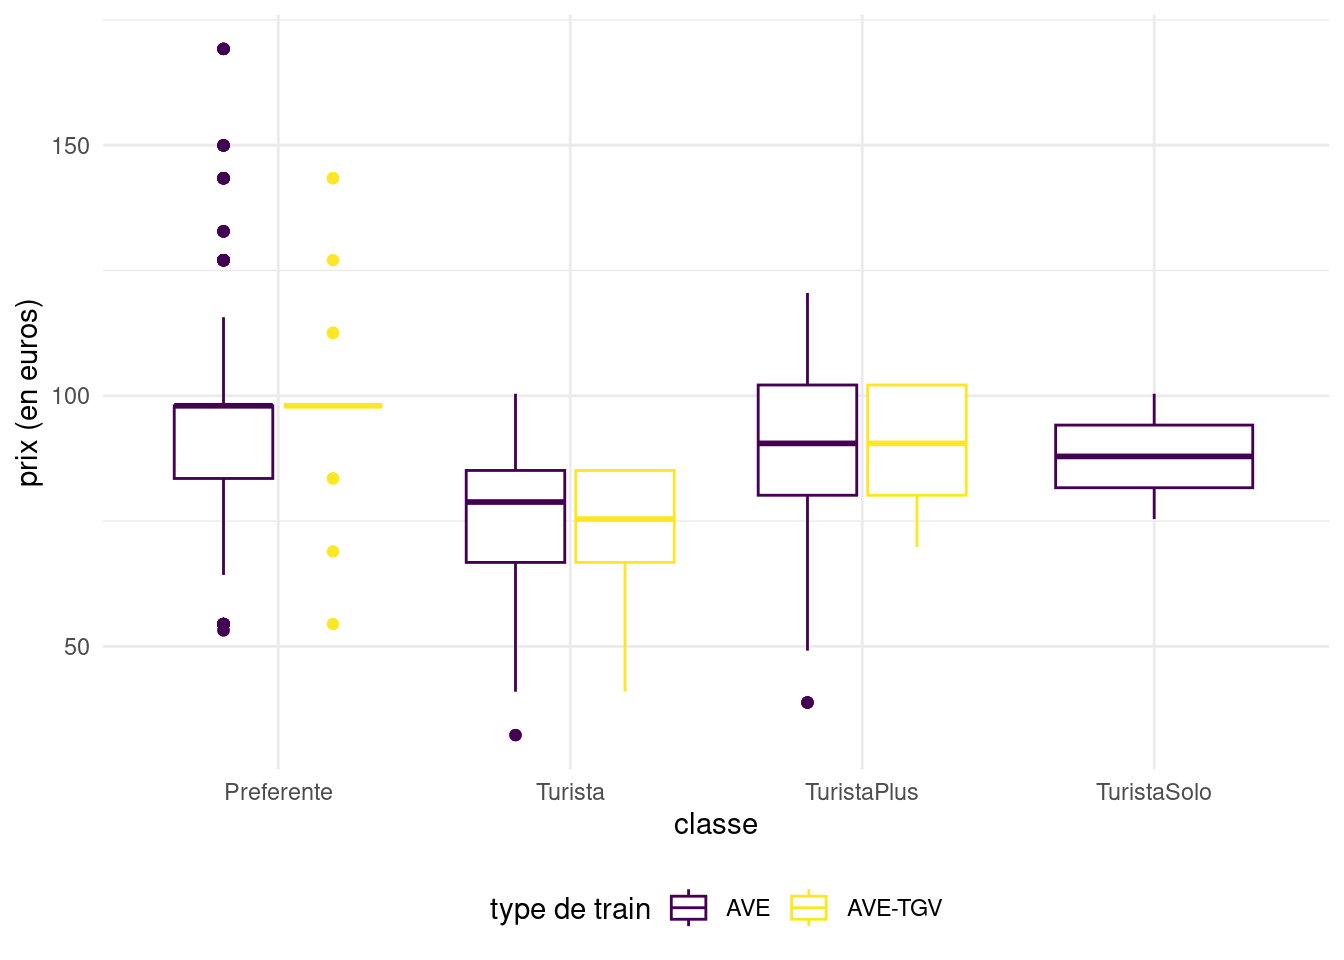 prix (en euros)
150
100
50
Preferente Turista TuristaPlus TuristaSolo
classe
type de train AVE AVE-TGV